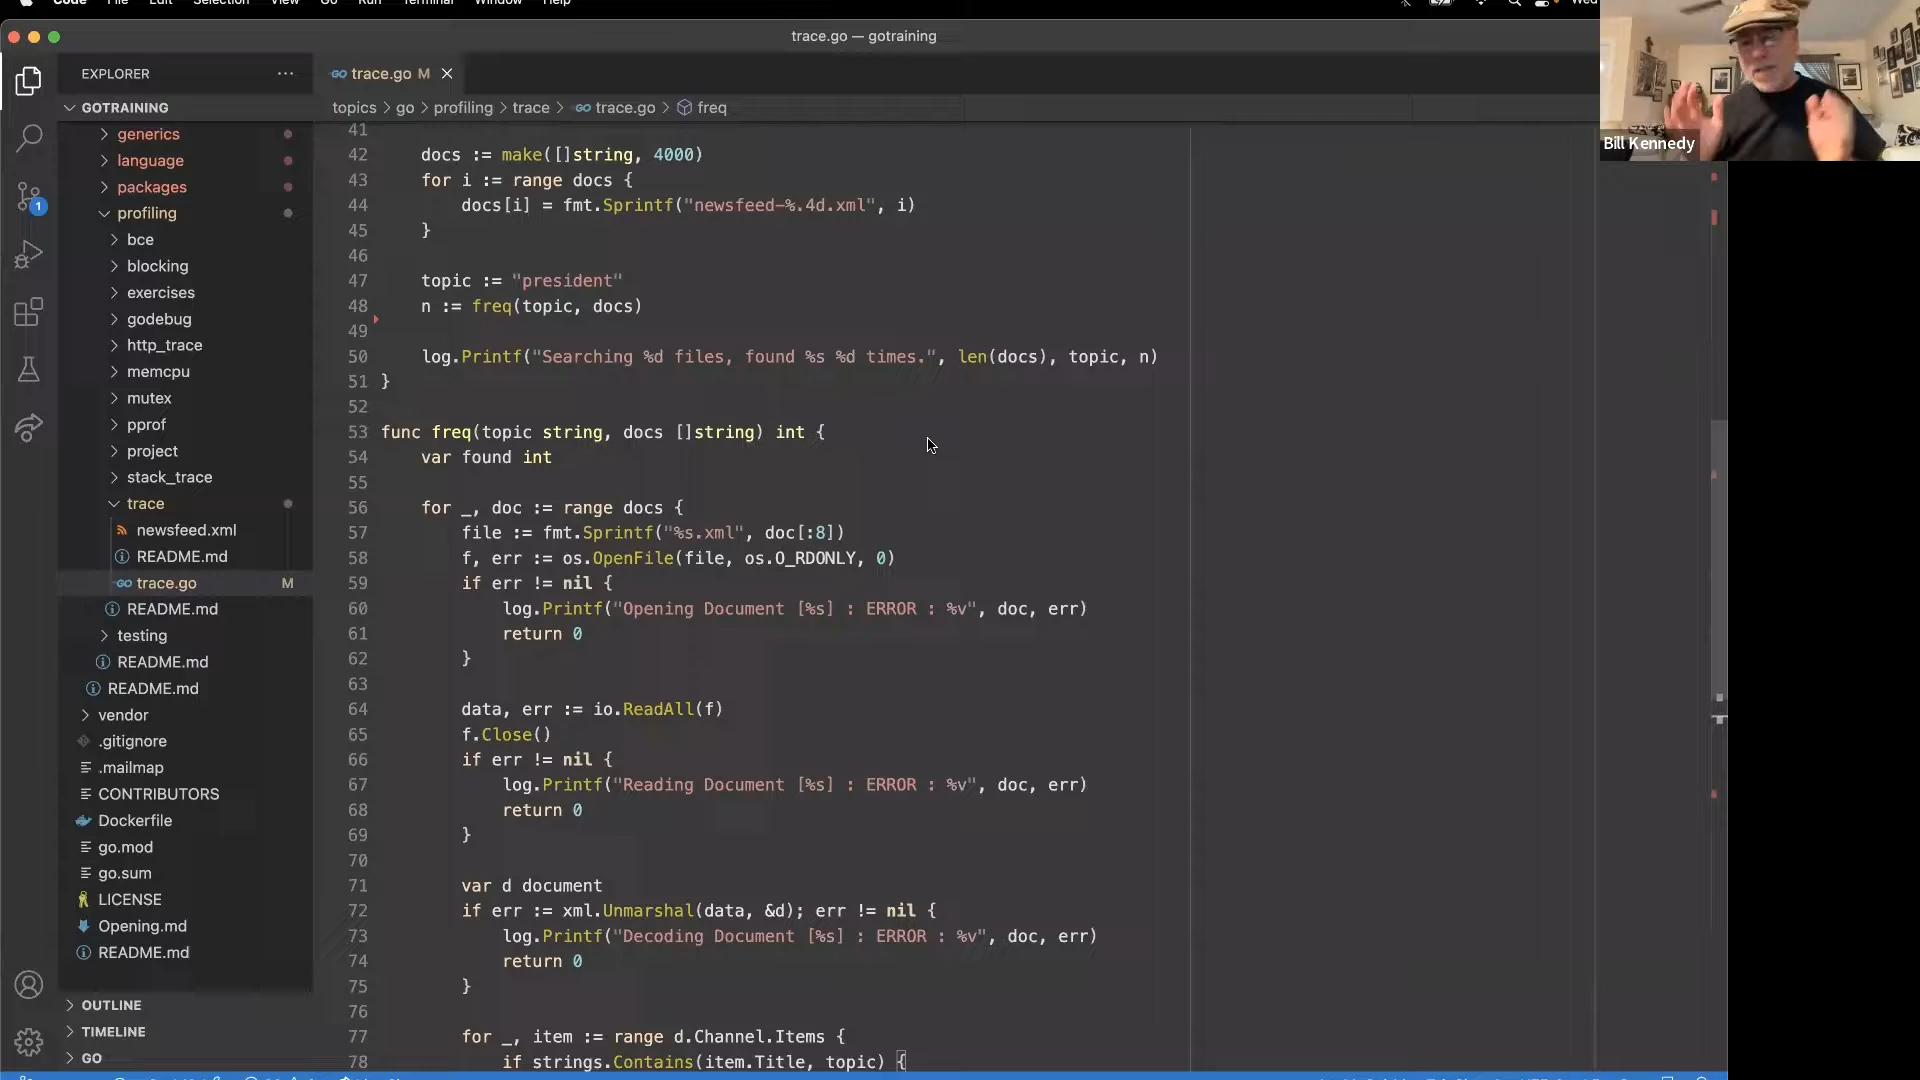 Code File Edit Selection View Go Run Terminal Window Help
Wed
trace.go — gotraining
EXPLORER
GOTRAINING
generics
language
packages
profiling
bce
blocking
exercises
godebug
http_trace
memcpu
mutex
pprof
project
stack_trace
trace
newsfeed.xml
README.md
trace.go M
README.md
testing
README.md
README.md
vendor
.gitignore
.mailmap
CONTRIBUTORS
Dockerfile
go.mod
go.sum
LICENSE
Opening.md
README.md
OUTLINE
TIMELINE
GO
1
trace.go M
topics > go > profiling > trace > trace.go > freq
41
42 docs := make([]string, 4000)
43 for i := range docs {
44 docs[i] = fmt.Sprintf("newsfeed-%.4d.xml", i)
45 }
46
47 topic := "president"
48 n := freq(topic, docs)
49
50 log.Printf("Searching %d files, found %s %d times.", len(docs), topic, n)
51 }
52
53 func freq(topic string, docs []string) int {
54 var found int
55
56 for _, doc := range docs {
57 file := fmt.Sprintf("%s.xml", doc[:8])
58 f, err := os.OpenFile(file, os.O_RDONLY, 0)
59 if err != nil {
60 log.Printf("Opening Document [%s] : ERROR : %v", doc, err)
61 return 0
62 }
63
64 data, err := io.ReadAll(f)
65 f.Close()
66 if err != nil {
67 log.Printf("Reading Document [%s] : ERROR : %v", doc, err)
68 return 0
69 }
70
71 var d document
72 if err := xml.Unmarshal(data, &d); err != nil {
73 log.Printf("Decoding Document [%s] : ERROR : %v", doc, err)
74 return 0
75 }
76
77 for _, item := range d.Channel.Items {
78 if strings.Contains(item.Title, topic) {
Bill Kennedy